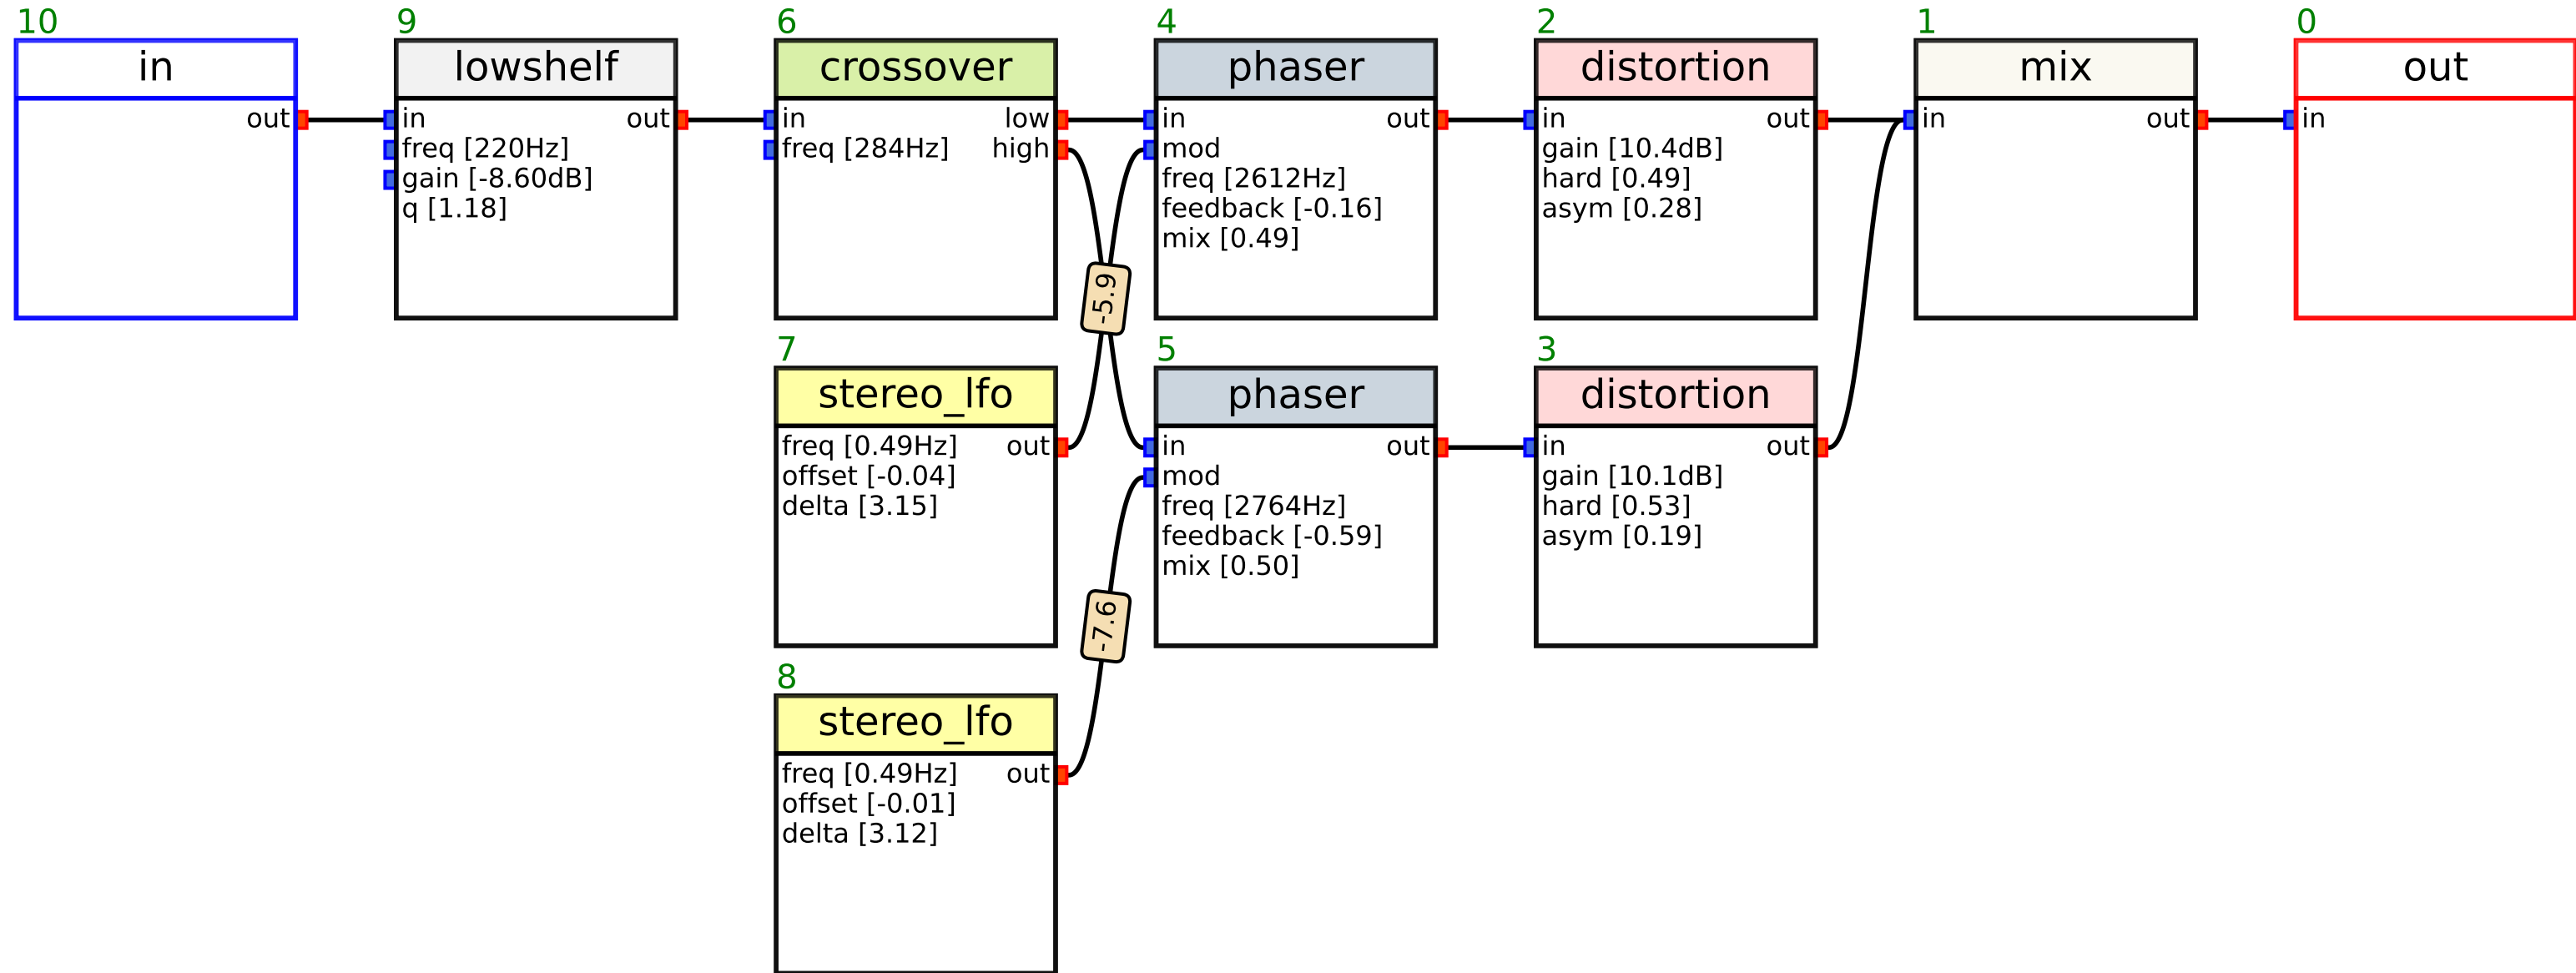 10
in
out
9
lowshelf
in out
freq [220Hz]
gain [-8.60dB]
q [1.18]
6
crossover
in low
freq [284Hz] high
4
phaser
in out
mod
freq [2612Hz]
feedback [-0.16]
mix [0.49]
2
distortion
in out
gain [10.4dB]
hard [0.49]
asym [0.28]
1
mix
in out
0
out
in
-5.9
7
stereo_lfo
freq [0.49Hz] out
offset [-0.04]
delta [3.15]
5
phaser
in out
mod
freq [2764Hz]
feedback [-0.59]
mix [0.50]
3
distortion
in out
gain [10.1dB]
hard [0.53]
asym [0.19]
-7.6
8
stereo_lfo
freq [0.49Hz] out
offset [-0.01]
delta [3.12]